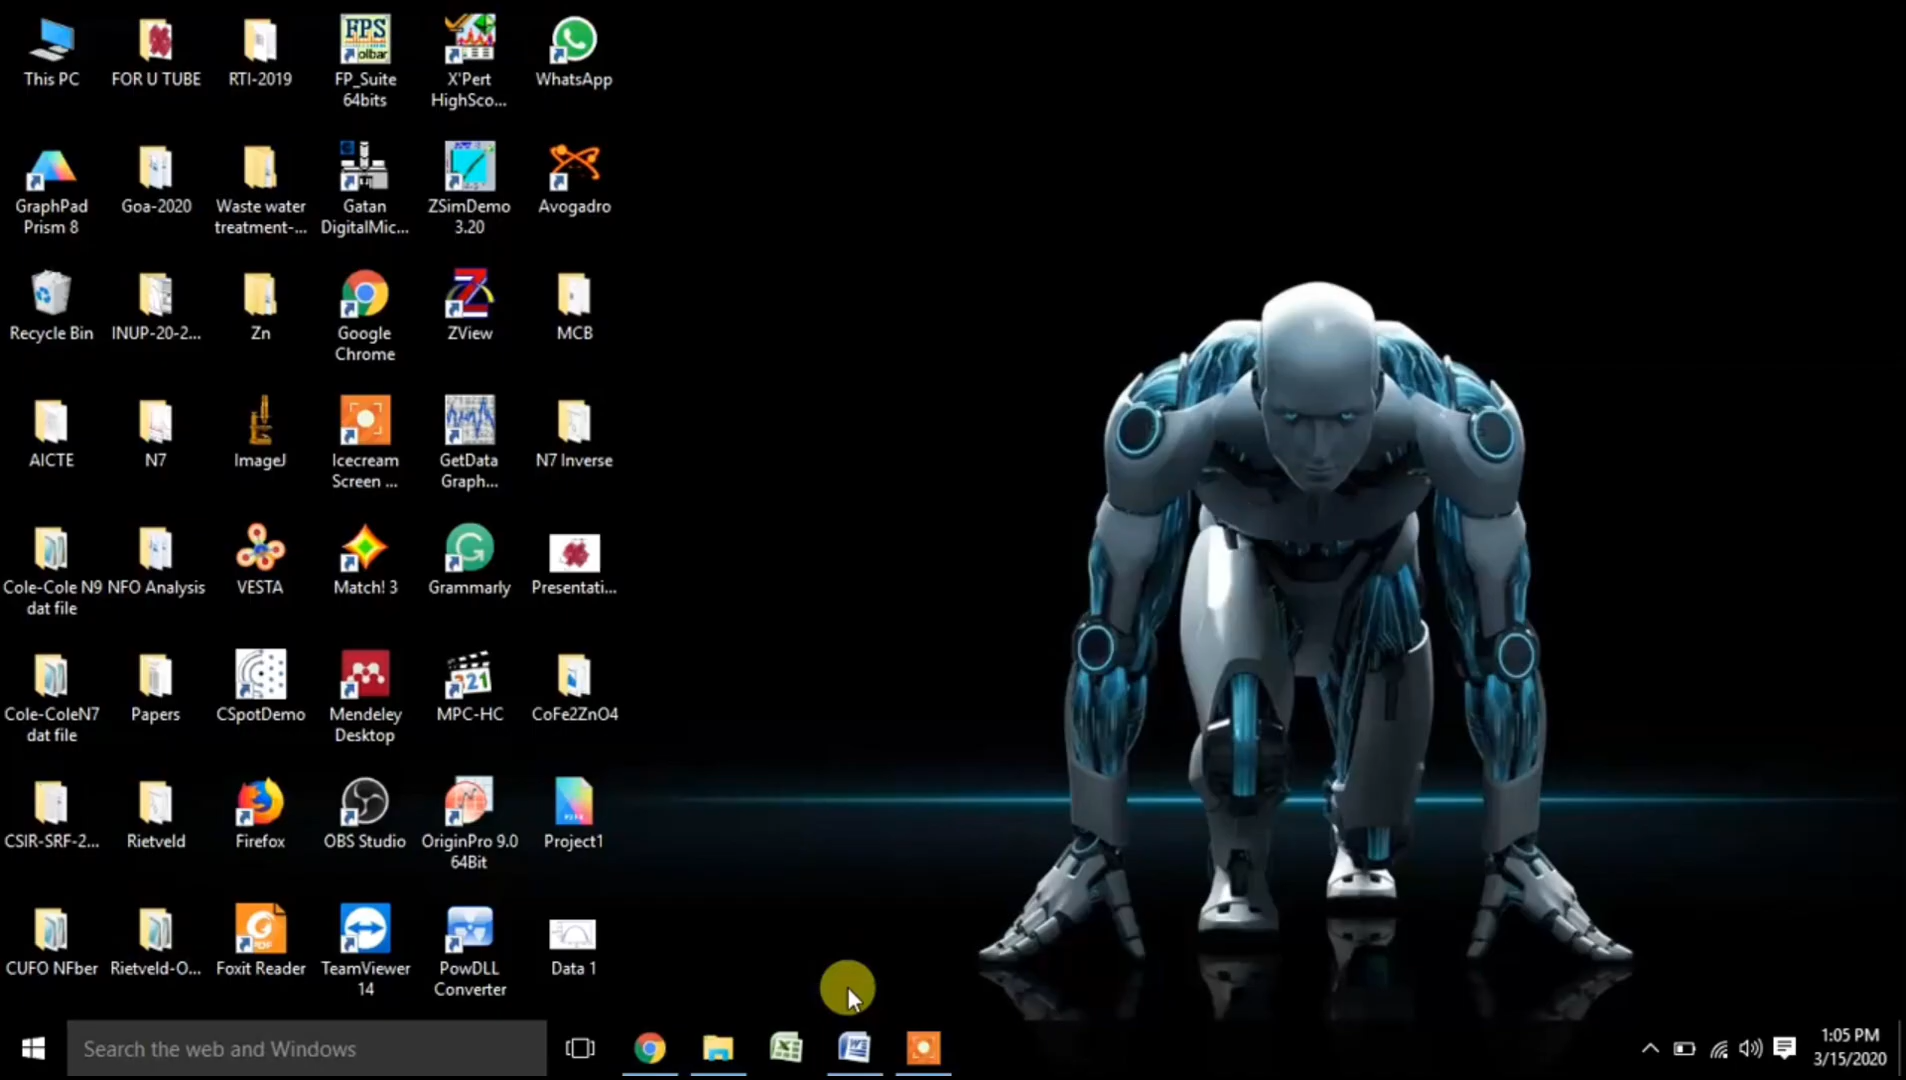 This PC
FOR U TUBE
RTI-2019
FPS
olbar
FP_Suite
64bits
X'Pert
HighSco...
WhatsApp
GraphPad
Prism 8
Goa-2020
Waste water
treatment-...
Gatan
DigitalMic...
ZSimDemo
3.20
Avogadro
Recycle Bin
INUP-20-2...
Zn
Google
Chrome
ZView
MCB
AICTE
N7
ImageJ
Icecream
Screen ...
GetData
Graph...
N7 Inverse
Cole-Cole N9
dat file
NFO Analysis
VESTA
Match! 3
Grammarly
Presentati...
Cole-ColeN7
dat file
Papers
CSpotDemo
Mendeley
Desktop
321
MPC-HC
CoFe2ZnO4
CSIR-SRF-2...
Rietveld
Firefox
OBS Studio
OriginPro 9.0
64Bit
Project1
CUFO NFber
Rietveld-O...
PDF
Foxit Reader
TeamViewer
14
PowDLL
Converter
Data 1
Search the web and Windows
1:05 PM
3/15/2020